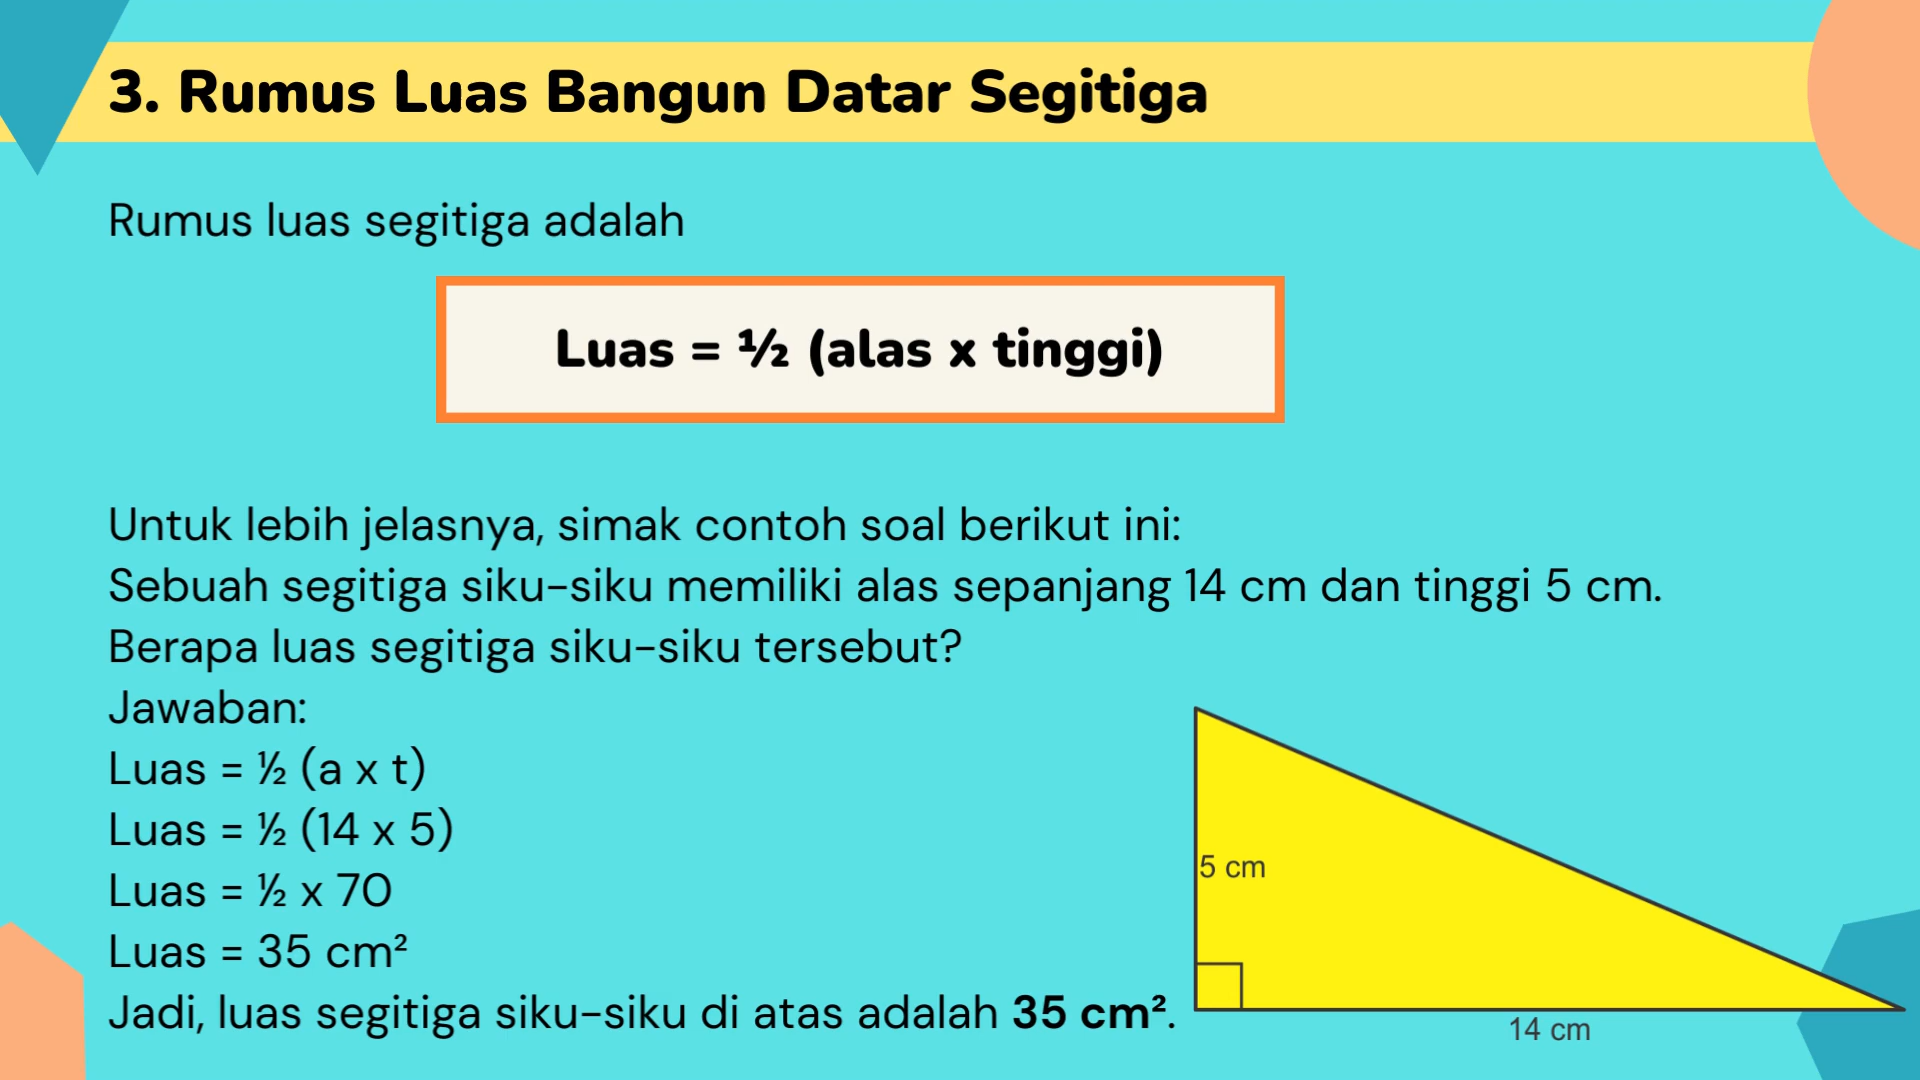 3. Rumus Luas Bangun Datar Segitiga
Rumus luas segitiga adalah
Luas = ½ (alas x tinggi)
Untuk lebih jelasnya, simak contoh soal berikut ini:
Sebuah segitiga siku-siku memiliki alas sepanjang 14 cm dan tinggi 5 cm.
Berapa luas segitiga siku-siku tersebut?
Jawaban:
Luas = ½ (a x t)
Luas = ½ (14 x 5)
Luas = ½ x 70
Luas = 35 cm²
Jadi, luas segitiga siku-siku di atas adalah 35 cm².
5 cm
14 cm